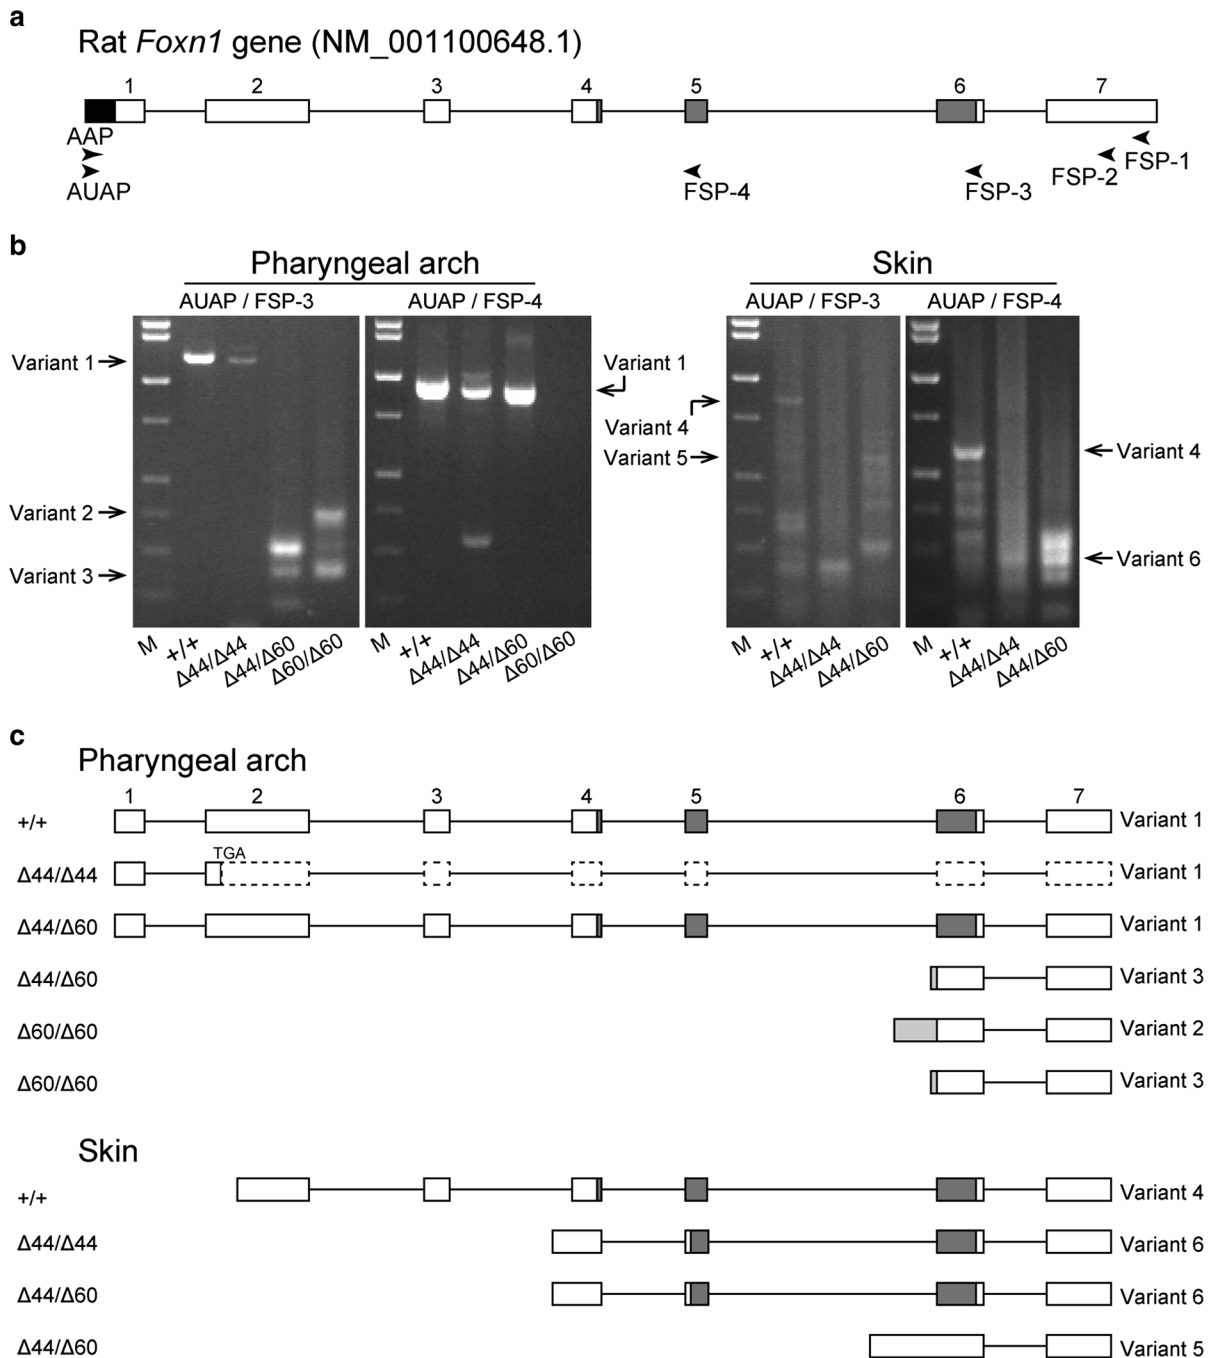 a
Rat Foxn1 gene (NM_001100648.1)
1 2 3 4 5 6 7
AAP
AUAP
FSP-4
FSP-3
FSP-2
FSP-1
b
Pharyngeal arch
AUAP / FSP-3
AUAP / FSP-4
Variant 1
Variant 2
Variant 3
M +/+ Δ44/Δ44 Δ44/Δ60 Δ60/Δ60
M +/+ Δ44/Δ44 Δ44/Δ60 Δ60/Δ60
Skin
AUAP / FSP-3
AUAP / FSP-4
Variant 1
Variant 4
Variant 5
Variant 4
Variant 6
M +/+ Δ44/Δ44 Δ44/Δ60
M +/+ Δ44/Δ44 Δ44/Δ60
c
Pharyngeal arch
1 2 3 4 5 6 7
+/+ Variant 1
TGA
Δ44/Δ44 Variant 1
Δ44/Δ60 Variant 1
Δ44/Δ60 Variant 3
Δ60/Δ60 Variant 2
Δ60/Δ60 Variant 3
Skin
+/+ Variant 4
Δ44/Δ44 Variant 6
Δ44/Δ60 Variant 6
Δ44/Δ60 Variant 5